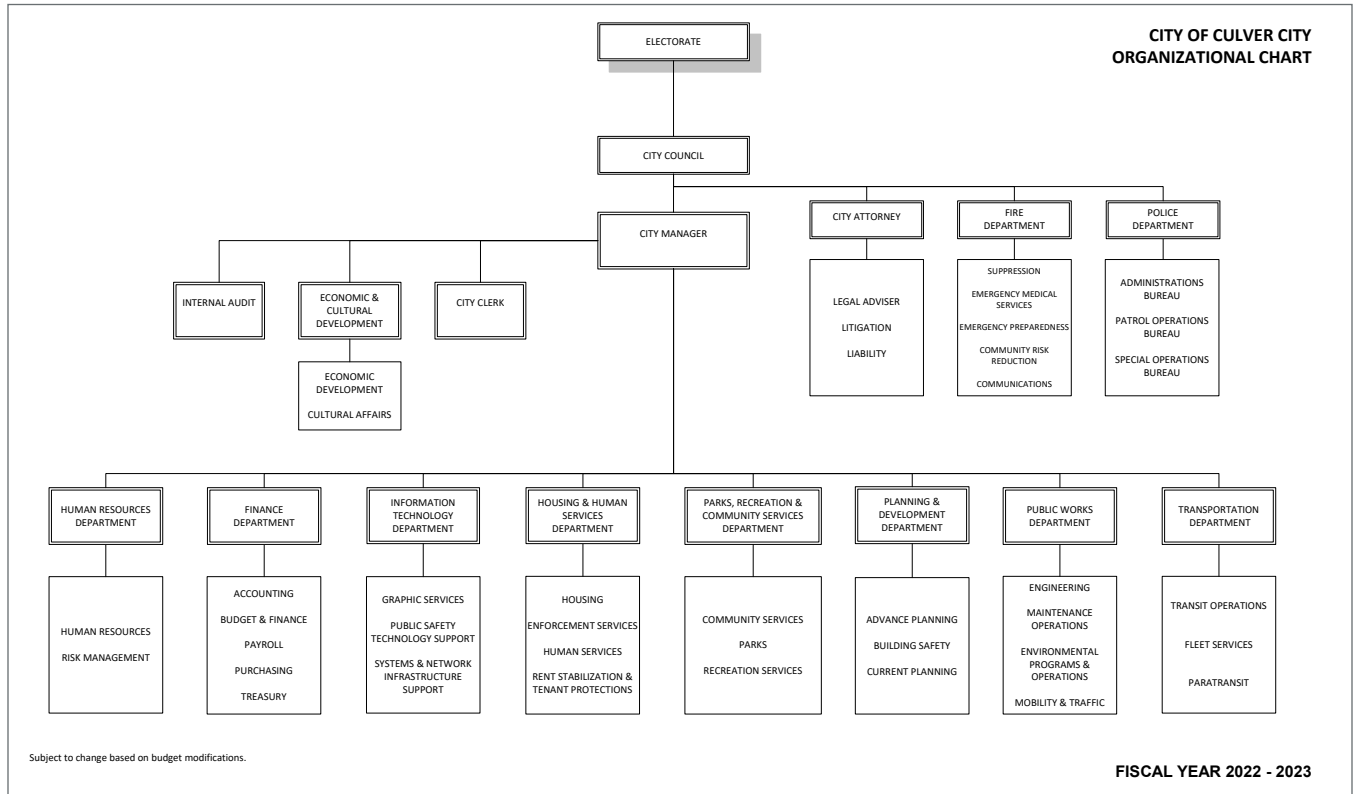 CITY OF CULVER CITY
ORGANIZATIONAL CHART
ELECTORATE
CITY COUNCIL
CITY MANAGER
CITY ATTORNEY
FIRE
DEPARTMENT
POLICE
DEPARTMENT
LEGAL ADVISER
LITIGATION
LIABILITY
SUPPRESSION
EMERGENCY MEDICAL
SERVICES
EMERGENCY PREPAREDNESS
COMMUNITY RISK
REDUCTION
COMMUNICATIONS
ADMINISTRATIONS
BUREAU
PATROL OPERATIONS
BUREAU
SPECIAL OPERATIONS
BUREAU
INTERNAL AUDIT
ECONOMIC &
CULTURAL
DEVELOPMENT
CITY CLERK
ECONOMIC
DEVELOPMENT
CULTURAL AFFAIRS
HUMAN RESOURCES
DEPARTMENT
FINANCE
DEPARTMENT
INFORMATION
TECHNOLOGY
DEPARTMENT
HOUSING & HUMAN
SERVICES
DEPARTMENT
PARKS, RECREATION &
COMMUNITY SERVICES
DEPARTMENT
PLANNING &
DEVELOPMENT
DEPARTMENT
PUBLIC WORKS
DEPARTMENT
TRANSPORTATION
DEPARTMENT
HUMAN RESOURCES
RISK MANAGEMENT
ACCOUNTING
BUDGET & FINANCE
PAYROLL
PURCHASING
TREASURY
GRAPHIC SERVICES
PUBLIC SAFETY
TECHNOLOGY SUPPORT
SYSTEMS & NETWORK
INFRASTRUCTURE
SUPPORT
HOUSING
ENFORCEMENT SERVICES
HUMAN SERVICES
RENT STABILIZATION &
TENANT PROTECTIONS
COMMUNITY SERVICES
PARKS
RECREATION SERVICES
ADVANCE PLANNING
BUILDING SAFETY
CURRENT PLANNING
ENGINEERING
MAINTENANCE
OPERATIONS
ENVIRONMENTAL
PROGRAMS &
OPERATIONS
MOBILITY & TRAFFIC
TRANSIT OPERATIONS
FLEET SERVICES
PARATRANSIT
Subject to change based on budget modifications.
FISCAL YEAR 2022 - 2023